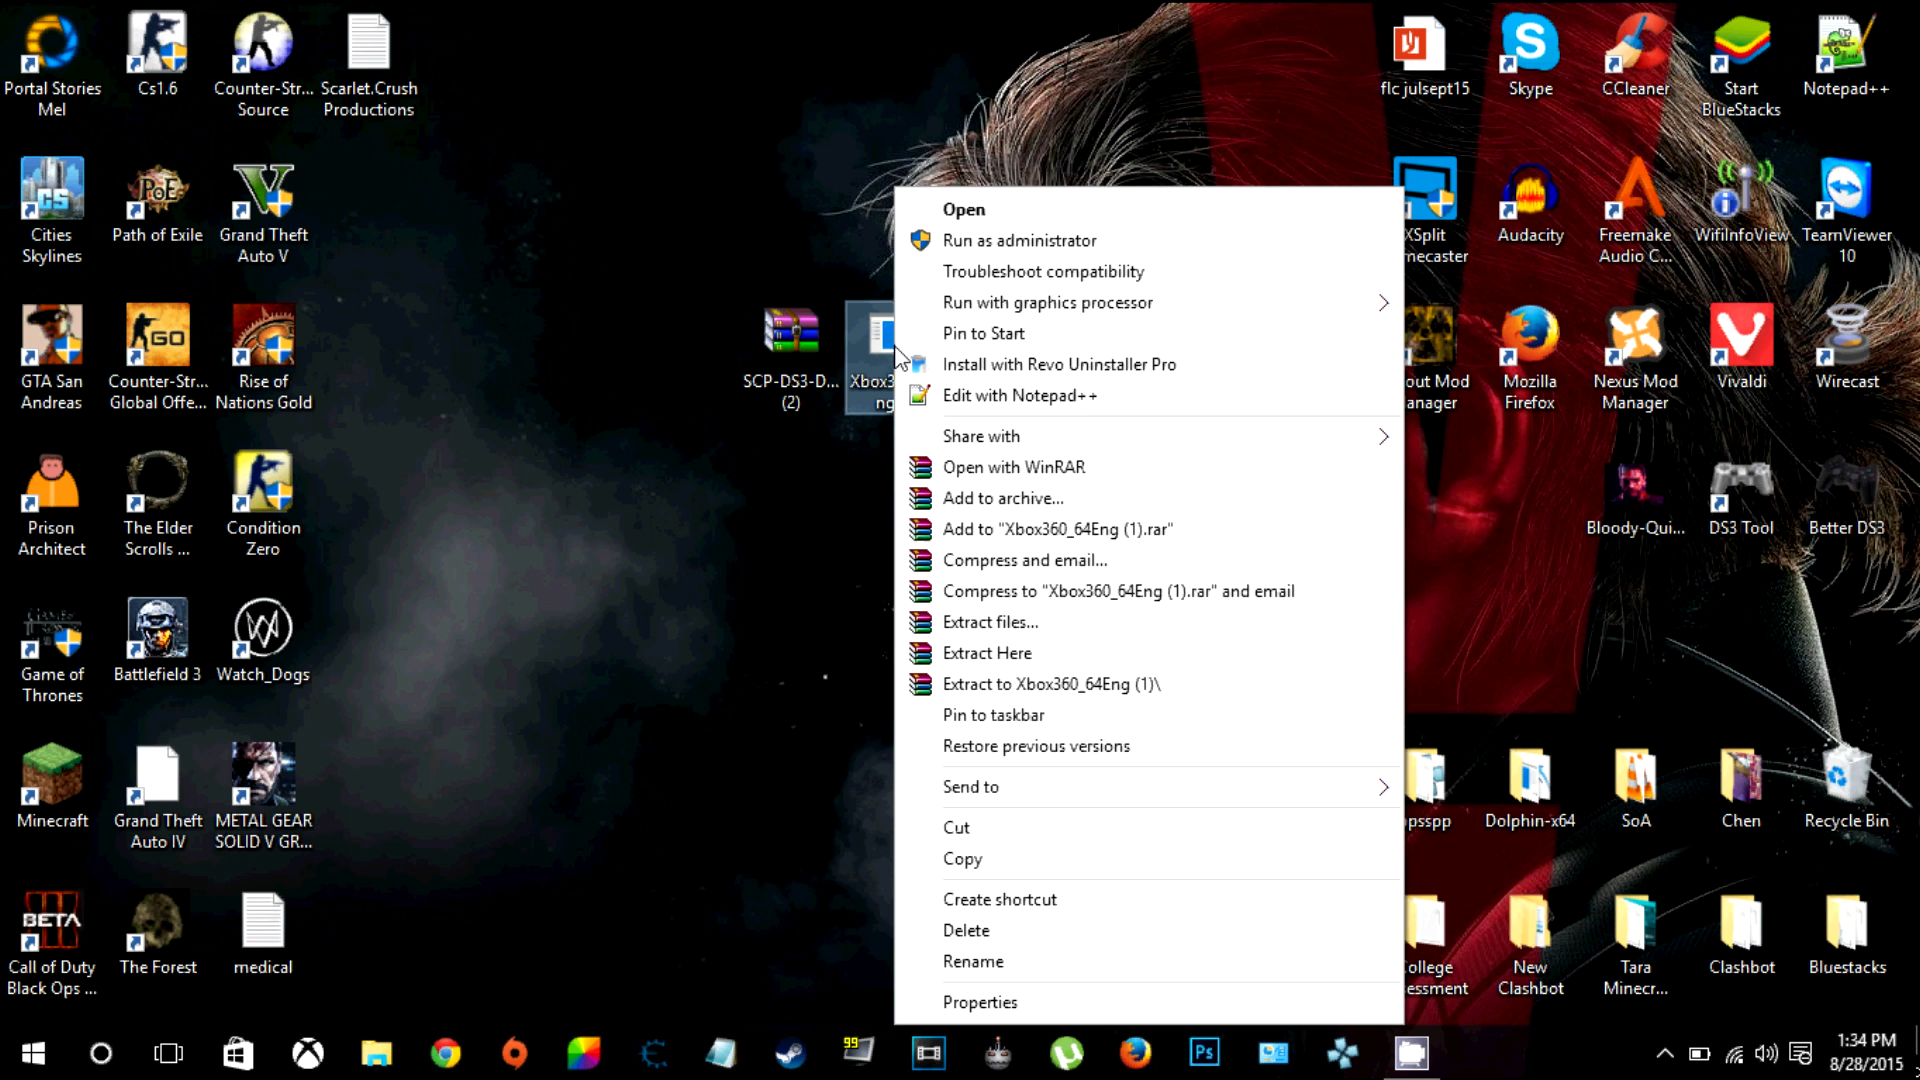 Portal Stories
Mel
Cs1.6
Counter-Str...
Source
Scarlet.Crush
Productions
flc julsept15
Skype
CCleaner
Start
BlueStacks
Notepad++
Cities
Skylines
Path of Exile
Grand Theft
Auto V
XSplit
mecaster
Audacity
Freemake
Audio C...
WifiInfoView
TeamViewer
10
GTA San
Andreas
Counter-Str...
Global Offe...
Rise of
Nations Gold
SCP-DS3-D...
(2)
Xbox3
ng
out Mod
anager
Mozilla
Firefox
Nexus Mod
Manager
Vivaldi
Wirecast
Prison
Architect
The Elder
Scrolls ...
Condition
Zero
Bloody-Qui...
DS3 Tool
Better DS3
Game of
Thrones
Battlefield 3
Watch_Dogs
Minecraft
Grand Theft
Auto IV
METAL GEAR
SOLID V GR...
ppsspp
Dolphin-x64
SoA
Chen
Recycle Bin
BETA
Call of Duty
Black Ops ...
The Forest
medical
ollege
essment
New
Clashbot
Tara
Minecr...
Clashbot
Bluestacks
Open
Run as administrator
Troubleshoot compatibility
Run with graphics processor
Pin to Start
Install with Revo Uninstaller Pro
Edit with Notepad++
Share with
Open with WinRAR
Add to archive...
Add to "Xbox360_64Eng (1).rar"
Compress and email...
Compress to "Xbox360_64Eng (1).rar" and email
Extract files...
Extract Here
Extract to Xbox360_64Eng (1)\
Pin to taskbar
Restore previous versions
Send to
Cut
Copy
Create shortcut
Delete
Rename
Properties
99
Ps
1:34 PM
8/28/2015